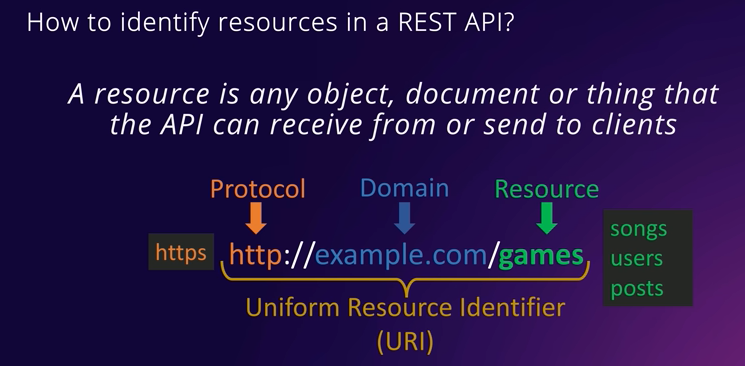 How to identify resources in a REST API?
A resource is any object, document or thing that
the API can receive from or send to clients
Protocol Domain Resource
https http://example.com/games songs
users
posts
Uniform Resource Identifier
(URI)